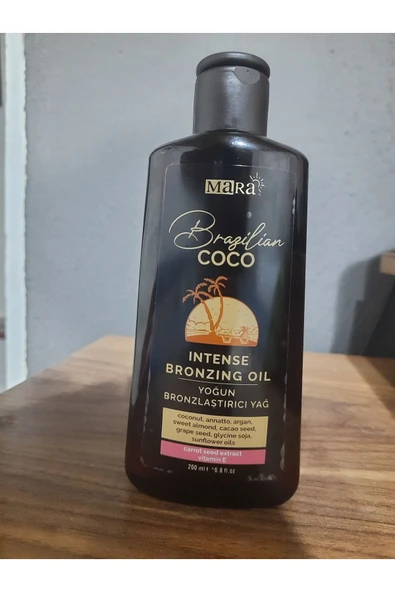 MaRa
Brazilian
COCO
INTENSE
BRONZING OIL
YOĞUN
BRONZLAŞTIRICI YAĞ
coconut, annatto, argan,
sweet almond, cacao seed,
grape seed, glycine soja,
sunflower oils
carrot seed extract
vitamin E
200 ml ℮ 6.8 fl.oz